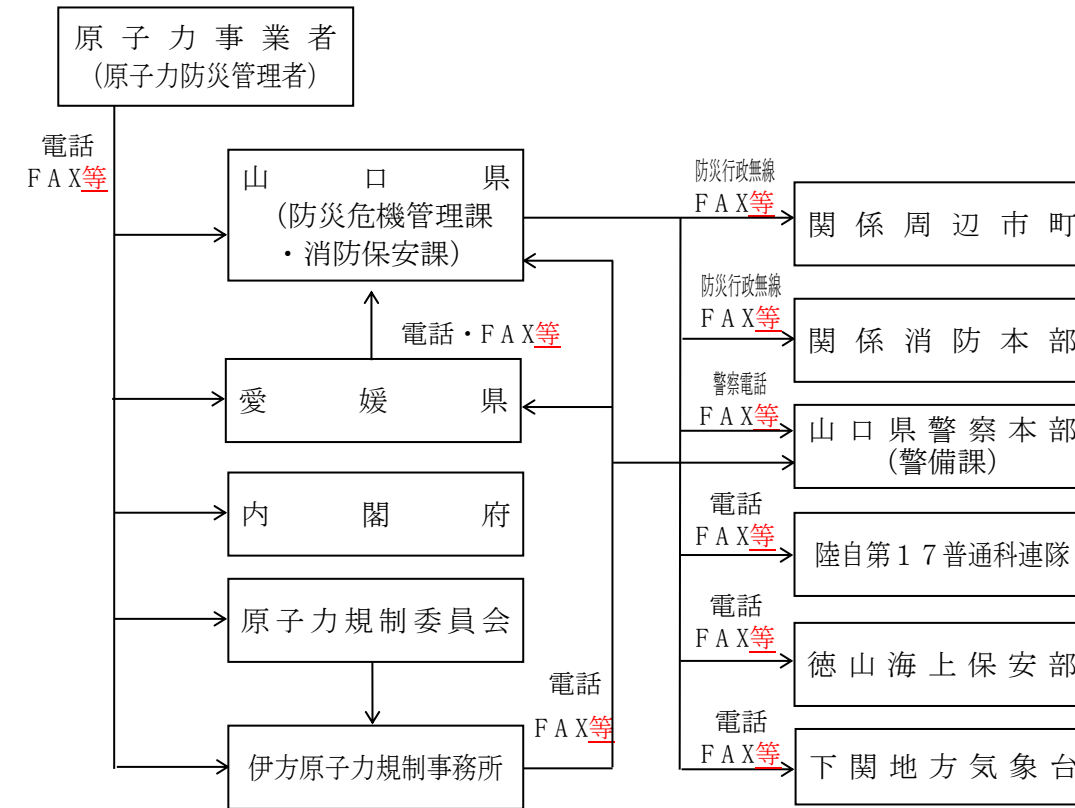 原子力事業者
(原子力防災管理者)
電話
FAX等
山口県
(防災危機管理課
・消防保安課)
電話・FAX等
愛媛県
内閣府
原子力規制委員会
伊方原子力規制事務所
電話
FAX等
防災行政無線
FAX等
関係周辺市町
防災行政無線
FAX等
関係消防本部
警察電話
FAX等
山口県警察本部
(警備課)
電話
FAX等
陸自第17普通科連隊
電話
FAX等
徳山海上保安部
電話
FAX等
下関地方気象台